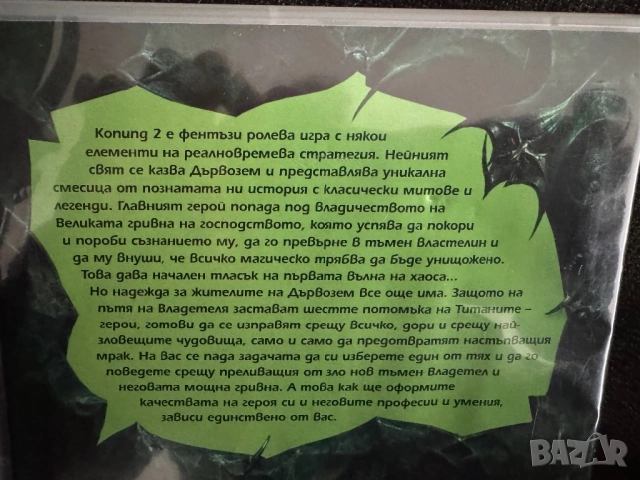 Копипд 2 е фентъзи ролева игра с някои
елементи на реалновремева стратегия. Нейният
свят се казва Дървозем и представлява уникална
смесица от познатата ни история с класически митове и
легенди. Главният герой попада под владичеството на
Великата гривна на господството, която успява да покори
и пороби съзнанието му, да го превърне в тъмен властелин и
да му внуши, че всичко магическо трябва да бъде унищожено.
Това дава начален тласък на първата вълна на хаоса...
Но надежда за жителите на Дървозем все още има. Защото на
пътя на Владетеля застават шестте потомъка на Титаните –
герои, готови да се изправят срещу всичко, дори и срещу най-
зловещите чудовища, само и само да предотвратят настъпващия
мрак. На вас се пада задачата да си изберете един от тях и да го
поведете срещу преливащия от зло нов тъмен Владетел и
неговата мощна гривна. А това как ще оформите
качествата на героя си и неговите професии и умения,
зависи единствено от вас.
BAZAR